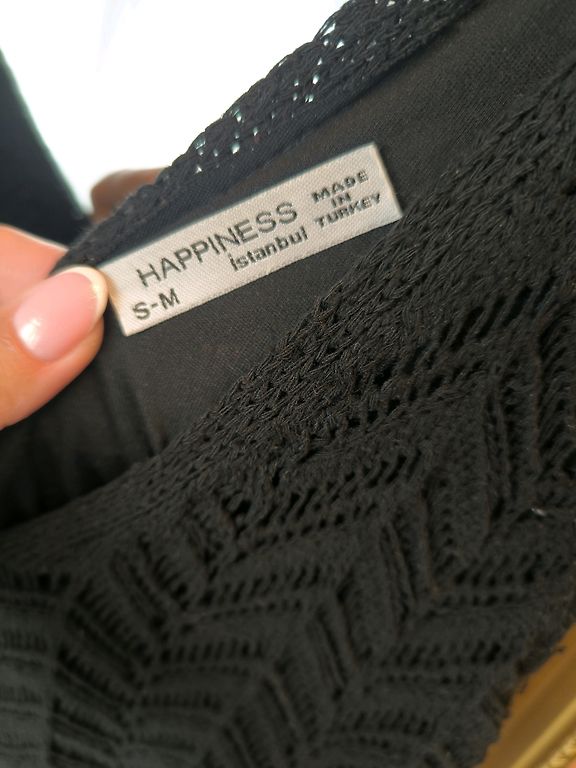 HAPPINESS
istanbul
S-M
MADE
IN
TURKEY